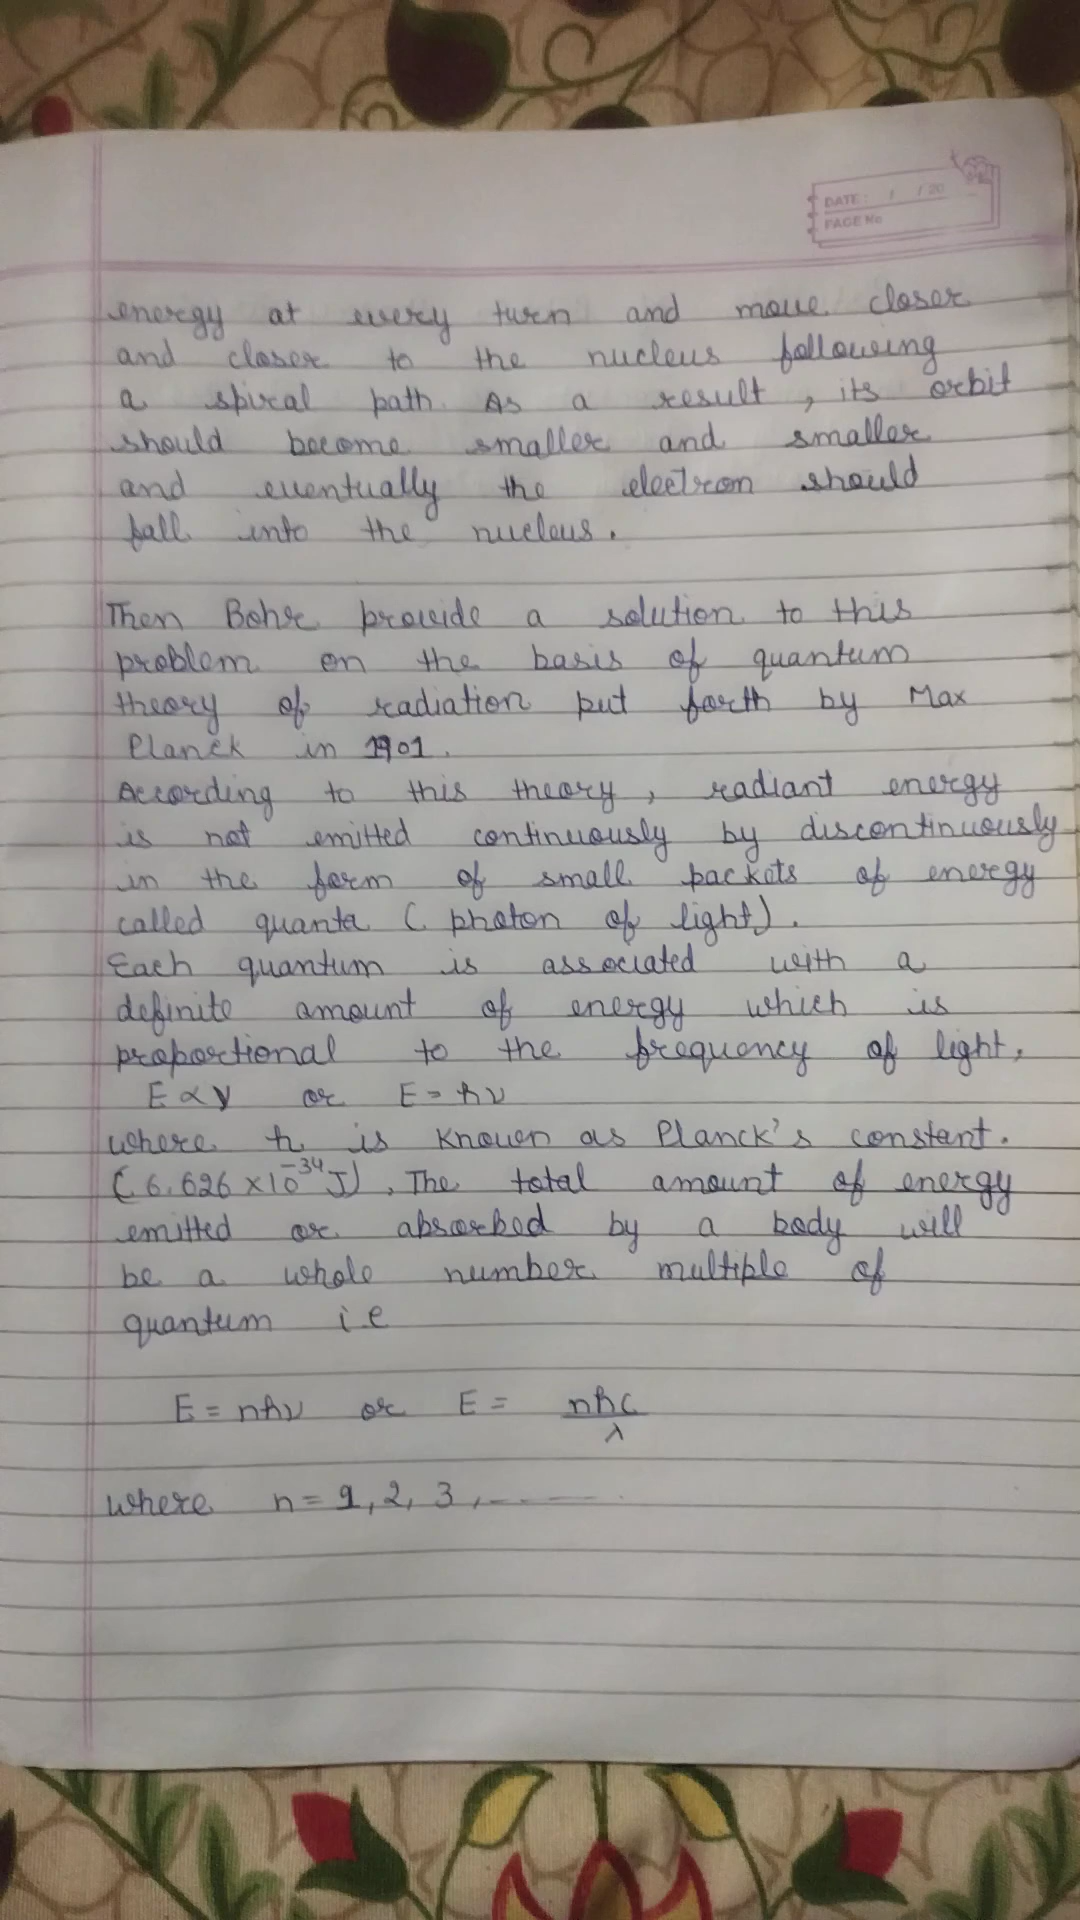 DATE: / / 20
PAGE No
energy at every turn and move closer
and closer to the nucleus following
a spiral path. As a result, its orbit
should become smaller and smaller
and eventually the electron should
fall into the nucleus.
Then Bohr provide a solution to this
problem on the basis of quantum
theory of radiation put forth by Max
Planck in 1901.
According to this theory, radiant energy
is not emitted continuously by discontinuously
in the form of small packets of energy
called quanta ( photon of light).
Each quantum is associated with a
definite amount of energy which is
proportional to the frequency of light.
E ∝ ν or E = hν
where h is known as Planck's constant.
(6.626 × 10⁻³⁴ J). The total amount of energy
emitted or absorbed by a body will
be a whole number multiple of
quantum i e
E = nhν or E = nhc
λ
where n = 1, 2, 3, -----